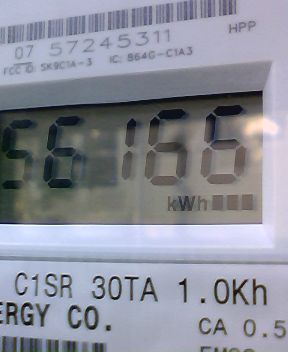 HPP
07 57245311
FCC ID: SK9C1A-3 IC: 864G-C1A3
56166
kWh
C1SR 30TA 1.0Kh
ERGY CO.
CA 0.5